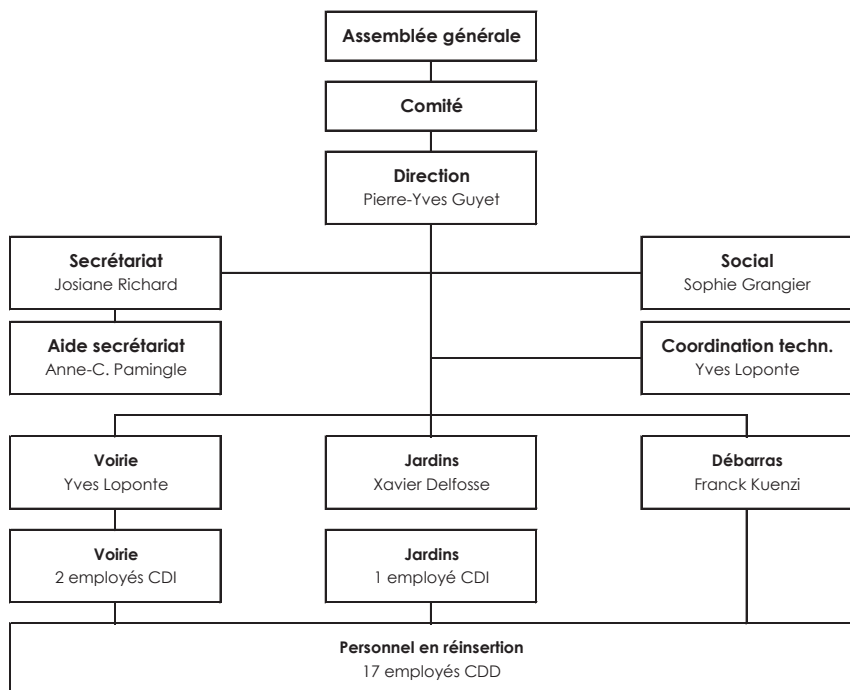 Assemblée générale
Comité
Direction
Pierre-Yves Guyet
Secrétariat
Josiane Richard
Social
Sophie Grangier
Aide secrétariat
Anne-C. Pamingle
Coordination techn.
Yves Loponte
Voirie
Yves Loponte
Jardins
Xavier Delfosse
Débarras
Franck Kuenzi
Voirie
2 employés CDI
Jardins
1 employé CDI
Personnel en réinsertion
17 employés CDD